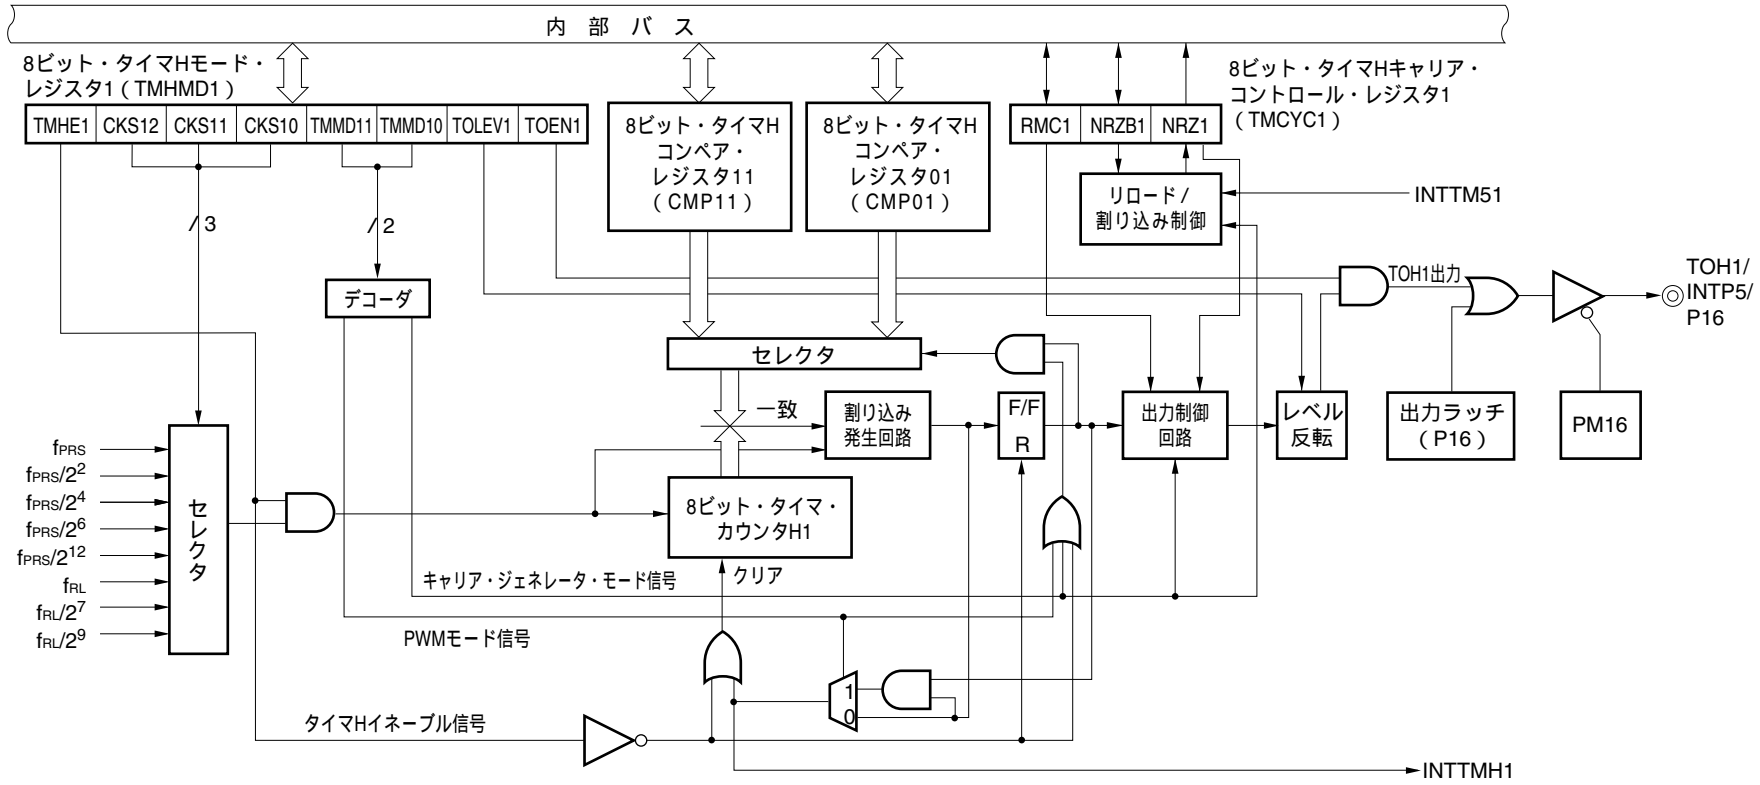 内部バス
8ビット・タイマHモード・
レジスタ1(TMHMD1)
TMHE1 CKS12 CKS11 CKS10 TMMD11 TMMD10 TOLEV1 TOEN1
8ビット・タイマH
コンペア・
レジスタ11
(CMP11)
8ビット・タイマH
コンペア・
レジスタ01
(CMP01)
8ビット・タイマHキャリア・
コントロール・レジスタ1
(TMCYC1)
RMC1 NRZB1 NRZ1
リロード/
割り込み制御
INTTM51
/3
/2
デコーダ
TOH1出力
TOH1/
INTP5/
P16
セレクタ
一致
割り込み
発生回路
F/F
R
出力制御
回路
レベル
反転
出力ラッチ
(P16)
PM16
fPRS
fPRS/2²
fPRS/2⁴
fPRS/2⁶
fPRS/2¹²
fRL
fRL/2⁷
fRL/2⁹
セレクタ
8ビット・タイマ・
カウンタH1
クリア
キャリア・ジェネレータ・モード信号
PWMモード信号
1
0
タイマHイネーブル信号
INTTMH1